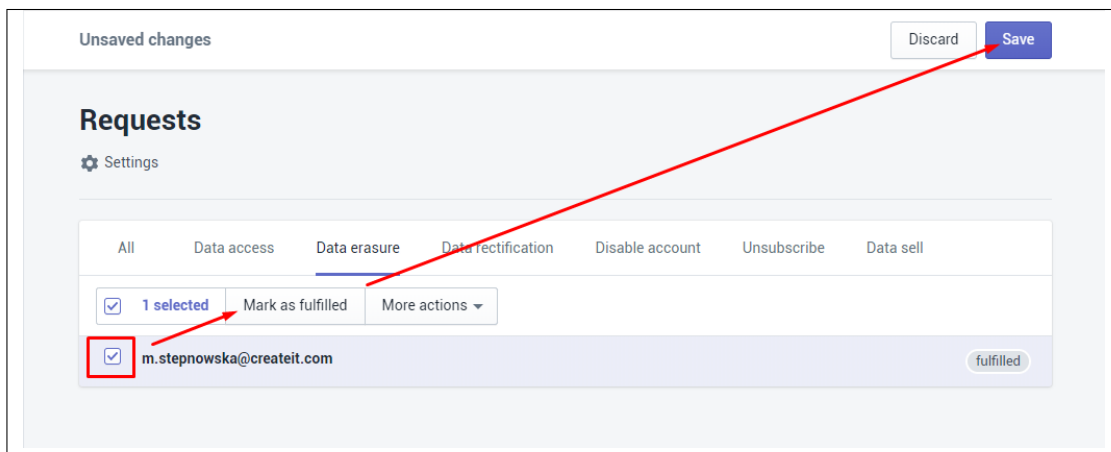 Unsaved changes Discard Save
Requests
Settings
All Data access Data erasure Data rectification Disable account Unsubscribe Data sell
1 selected Mark as fulfilled More actions
m.stepnowska@createit.com fulfilled